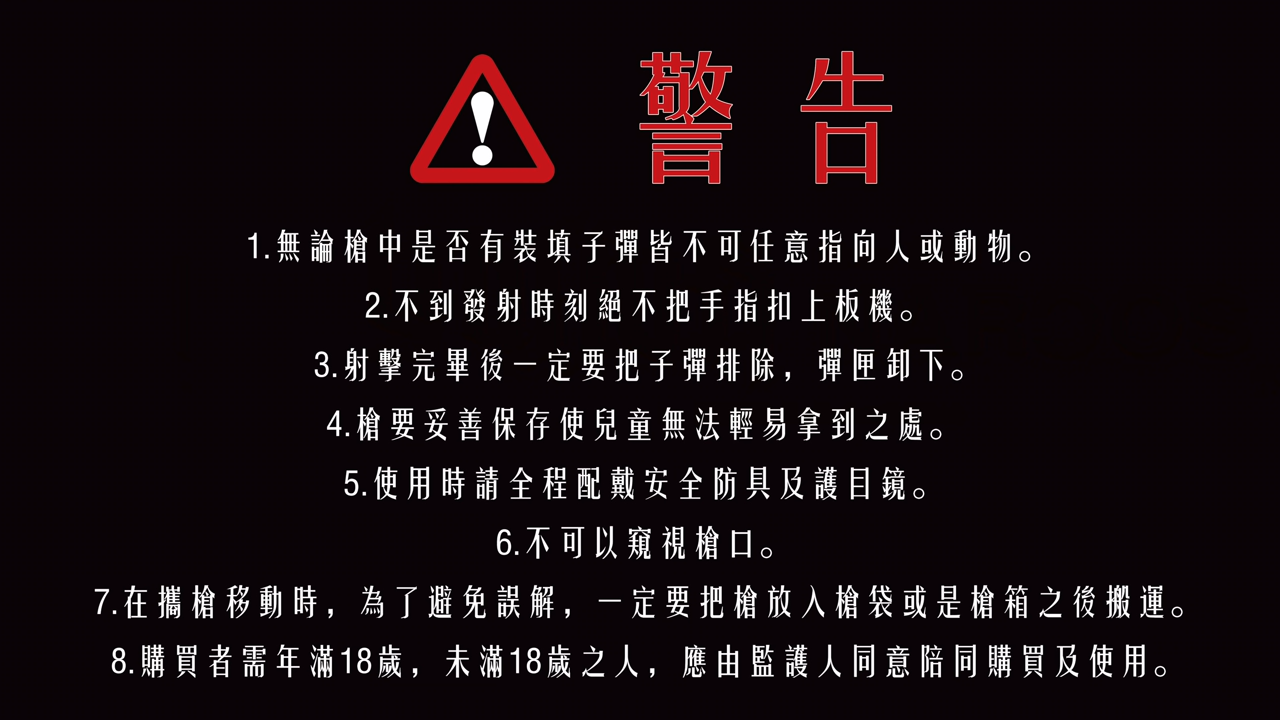 警告
1.無論槍中是否有裝填子彈皆不可任意指向人或動物。
2.不到發射時刻絕不把手指扣上板機。
3.射擊完畢後一定要把子彈排除，彈匣卸下。
4.槍要妥善保存使兒童無法輕易拿到之處。
5.使用時請全程配戴安全防具及護目鏡。
6.不可以窺視槍口。
7.在攜槍移動時，為了避免誤解，一定要把槍放入槍袋或是槍箱之後搬運。
8.購買者需年滿18歲，未滿18歲之人，應由監護人同意陪同購買及使用。